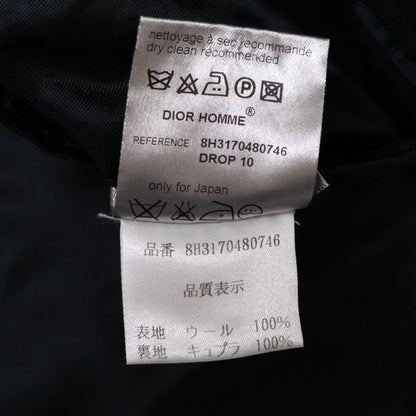 nettoyage à sec recommande
dry clean recommended
DIOR HOMME®
REFERENCE 8H3170480746
DROP 10
only for Japan
品番 8H3170480746
品質表示
表地 ウール 100%
裏地 キュプラ 100%